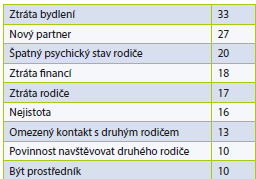 Ztráta bydlení 33
Nový partner 27
Špatný psychický stav rodiče 20
Ztráta financí 18
Ztráta rodiče 17
Nejistota 16
Omezený kontakt s druhým rodičem 13
Povinnost navštěvovat druhého rodiče 10
Být prostředník 10